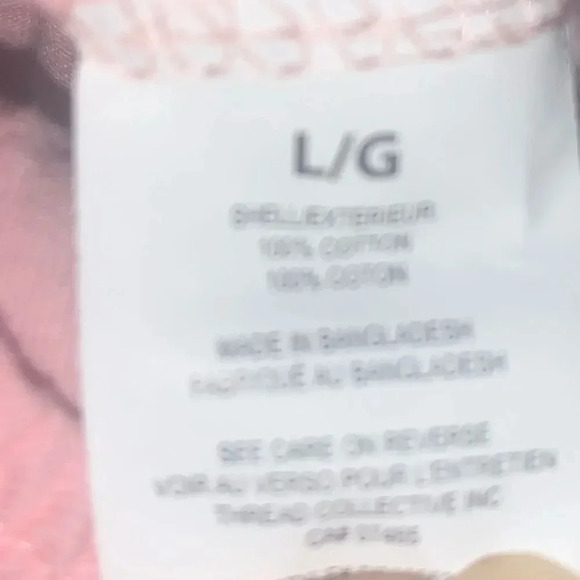 L/G
SHELL/EXTERIEUR
100% COTTON
100% COTON
MADE IN BANGLADESH
FABRIQUÉ AU BANGLADESH
SEE CARE ON REVERSE
VOIR AU VERSO POUR L'ENTRETIEN
THREAD COLLECTIVE INC